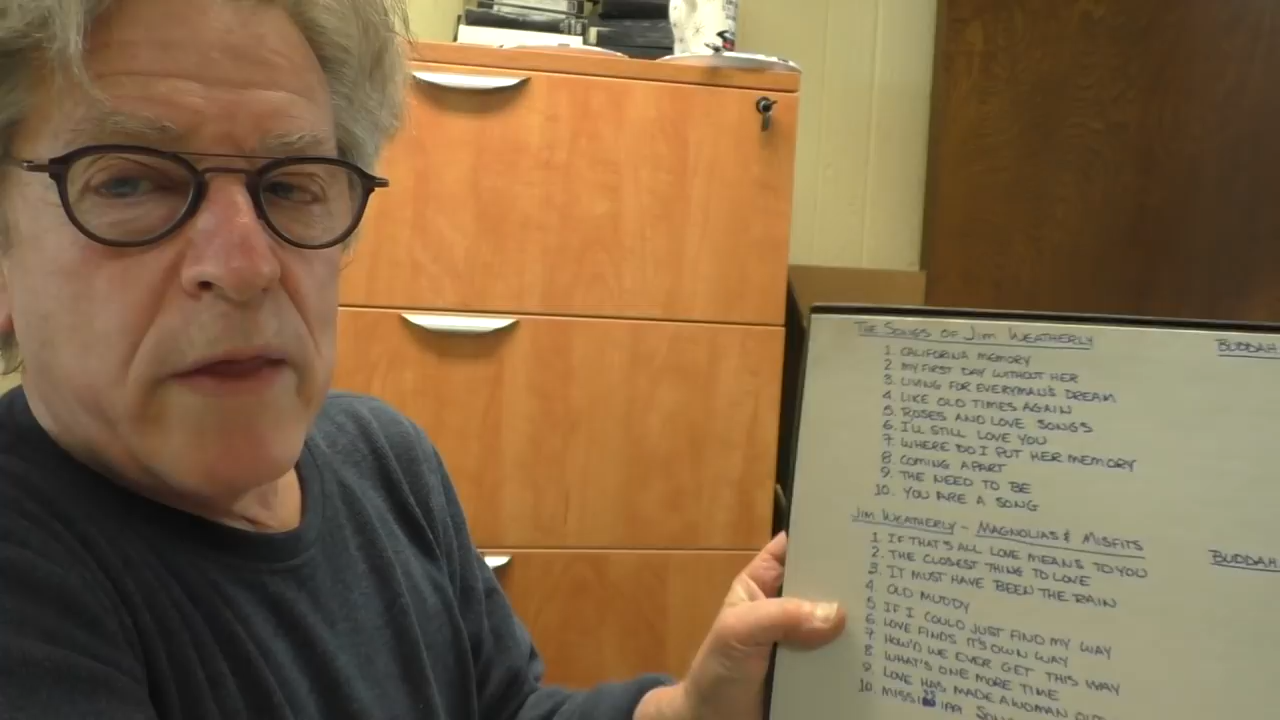 THE SONGS OF JIM WEATHERLY BUDDAH
1. CALIFORNIA MEMORY
2. MY FIRST DAY WITHOUT HER
3. LIVING FOR EVERYMAN'S DREAM
4. LIKE OLD TIMES AGAIN
5. ROSES AND LOVE SONGS
6. I'LL STILL LOVE YOU
7. WHERE DO I PUT HER MEMORY
8. COMING APART
9. THE NEED TO BE
10. YOU ARE A SONG
JIM WEATHERLY - MAGNOLIAS & MISFITS BUDDAH
1. IF THAT'S ALL LOVE MEANS TO YOU
2. THE CLOSEST THING TO LOVE
3. IT MUST HAVE BEEN THE RAIN
4. OLD MUDDY
5 IF I COULD JUST FIND MY WAY
6. LOVE FINDS IT'S OWN WAY
7. HOW'D WE EVER GET THIS WAY
8. WHAT'S ONE MORE TIME
9. LOVE HAS MADE A WOMAN
10. MISSISSIPPI SONG